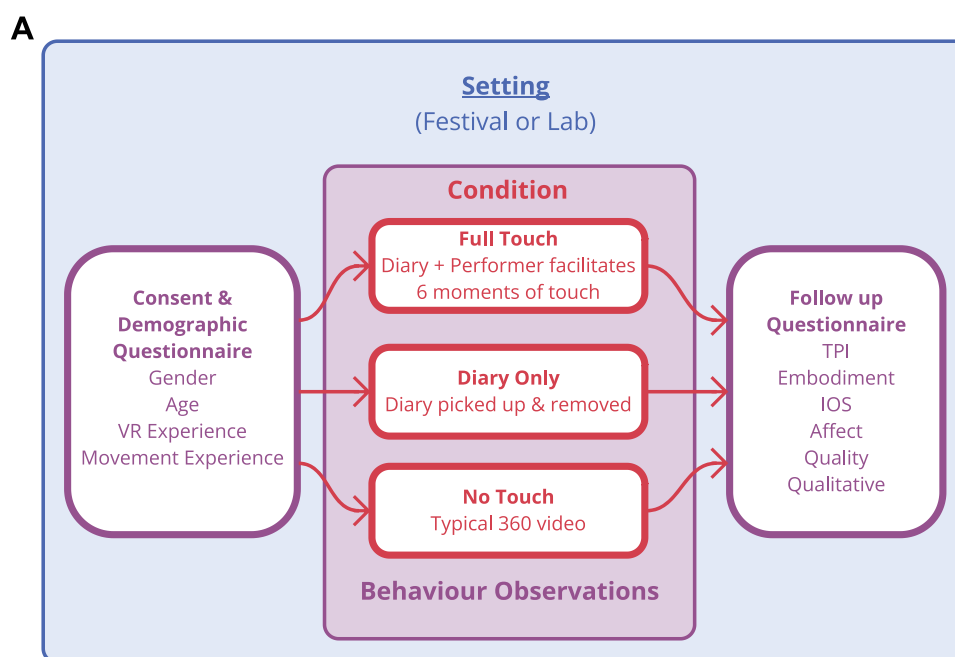 A
Setting
(Festival or Lab)
Consent &
Demographic
Questionnaire
Gender
Age
VR Experience
Movement Experience
Condition
Full Touch
Diary + Performer facilitates
6 moments of touch
Diary Only
Diary picked up & removed
No Touch
Typical 360 video
Behaviour Observations
Follow up
Questionnaire
TPI
Embodiment
IOS
Affect
Quality
Qualitative